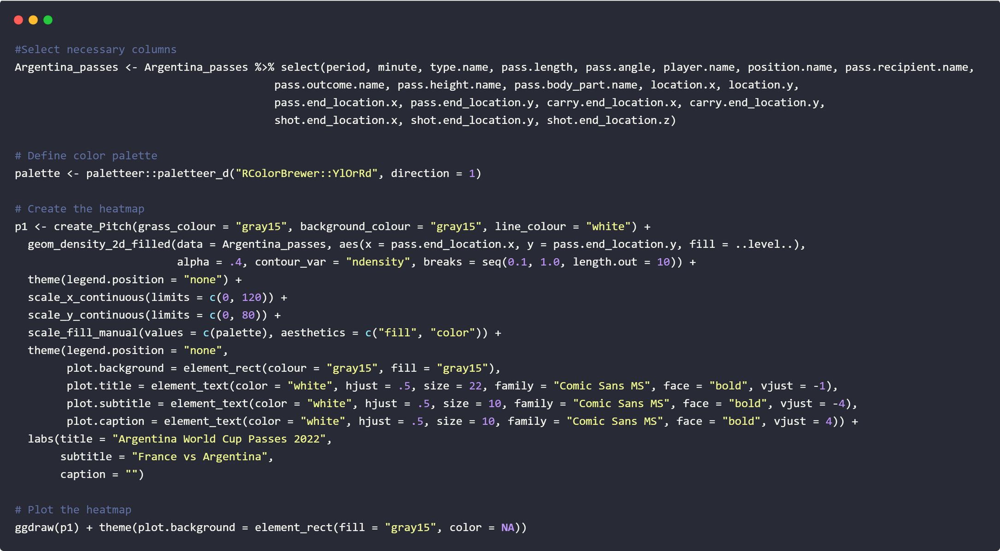 #Select necessary columns
Argentina_passes <- Argentina_passes %>% select(period, minute, type.name, pass.length, pass.angle, player.name, position.name, pass.recipient.name,
                                        pass.outcome.name, pass.height.name, pass.body_part.name, location.x, location.y,
                                        pass.end_location.x, pass.end_location.y, carry.end_location.x, carry.end_location.y,
                                        shot.end_location.x, shot.end_location.y, shot.end_location.z)

# Define color palette
palette <- paletteer::paletteer_d("RColorBrewer::YlOrRd", direction = 1)

# Create the heatmap
p1 <- create_Pitch(grass_colour = "gray15", background_colour = "gray15", line_colour = "white") +
  geom_density_2d_filled(data = Argentina_passes, aes(x = pass.end_location.x, y = pass.end_location.y, fill = ..level..),
                         alpha = .4, contour_var = "ndensity", breaks = seq(0.1, 1.0, length.out = 10)) +
  theme(legend.position = "none") +
  scale_x_continuous(limits = c(0, 120)) +
  scale_y_continuous(limits = c(0, 80)) +
  scale_fill_manual(values = c(palette), aesthetics = c("fill", "color")) +
  theme(legend.position = "none",
        plot.background = element_rect(colour = "gray15", fill = "gray15"),
        plot.title = element_text(color = "white", hjust = .5, size = 22, family = "Comic Sans MS", face = "bold", vjust = -1),
        plot.subtitle = element_text(color = "white", hjust = .5, size = 10, family = "Comic Sans MS", face = "bold", vjust = -4),
        plot.caption = element_text(color = "white", hjust = .5, size = 10, family = "Comic Sans MS", face = "bold", vjust = 4)) +
  labs(title = "Argentina World Cup Passes 2022",
       subtitle = "France vs Argentina",
       caption = "")

# Plot the heatmap
ggdraw(p1) + theme(plot.background = element_rect(fill = "gray15", color = NA))